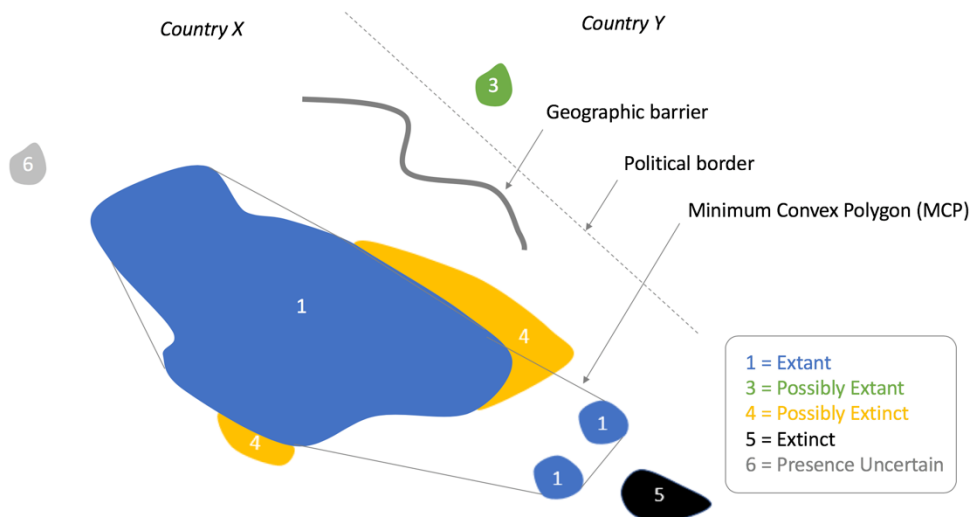 Country X
Country Y
3
Geographic barrier
6
Political border
Minimum Convex Polygon (MCP)
1
4
1 = Extant
3 = Possibly Extant
4 = Possibly Extinct
5 = Extinct
6 = Presence Uncertain
1
4
1
5